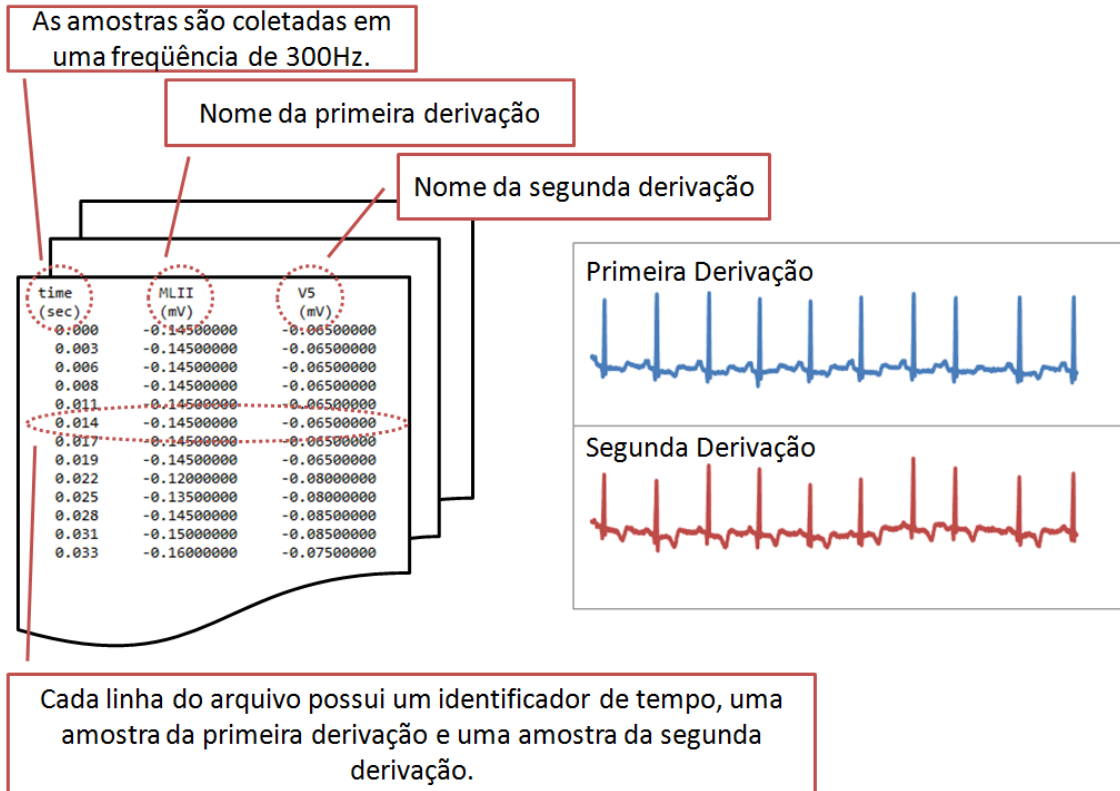 As amostras são coletadas em
uma freqüência de 300Hz.
Nome da primeira derivação
Nome da segunda derivação
time MLII V5
(sec) (mV) (mV)
0.000 -0.14500000 -0.06500000
0.003 -0.14500000 -0.06500000
0.006 -0.14500000 -0.06500000
0.008 -0.14500000 -0.06500000
0.011 -0.14500000 -0.06500000
0.014 -0.14500000 -0.06500000
0.017 -0.14500000 -0.06500000
0.019 -0.14500000 -0.06500000
0.022 -0.12000000 -0.08000000
0.025 -0.13500000 -0.08000000
0.028 -0.14500000 -0.08500000
0.031 -0.15000000 -0.08500000
0.033 -0.16000000 -0.07500000
Primeira Derivação
Segunda Derivação
Cada linha do arquivo possui um identificador de tempo, uma
amostra da primeira derivação e uma amostra da segunda
derivação.